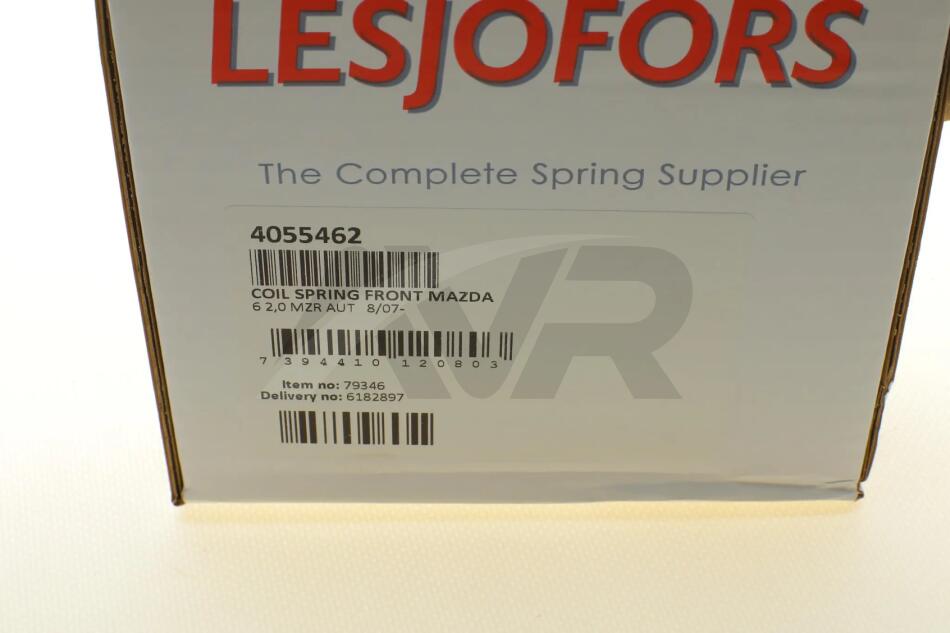 LESJOFORS
The Complete Spring Supplier
4055462
COIL SPRING FRONT MAZDA
6 2,0 MZR AUT 8/07-
7 394410 120803
Item no: 79346
Delivery no: 6182897
AVR